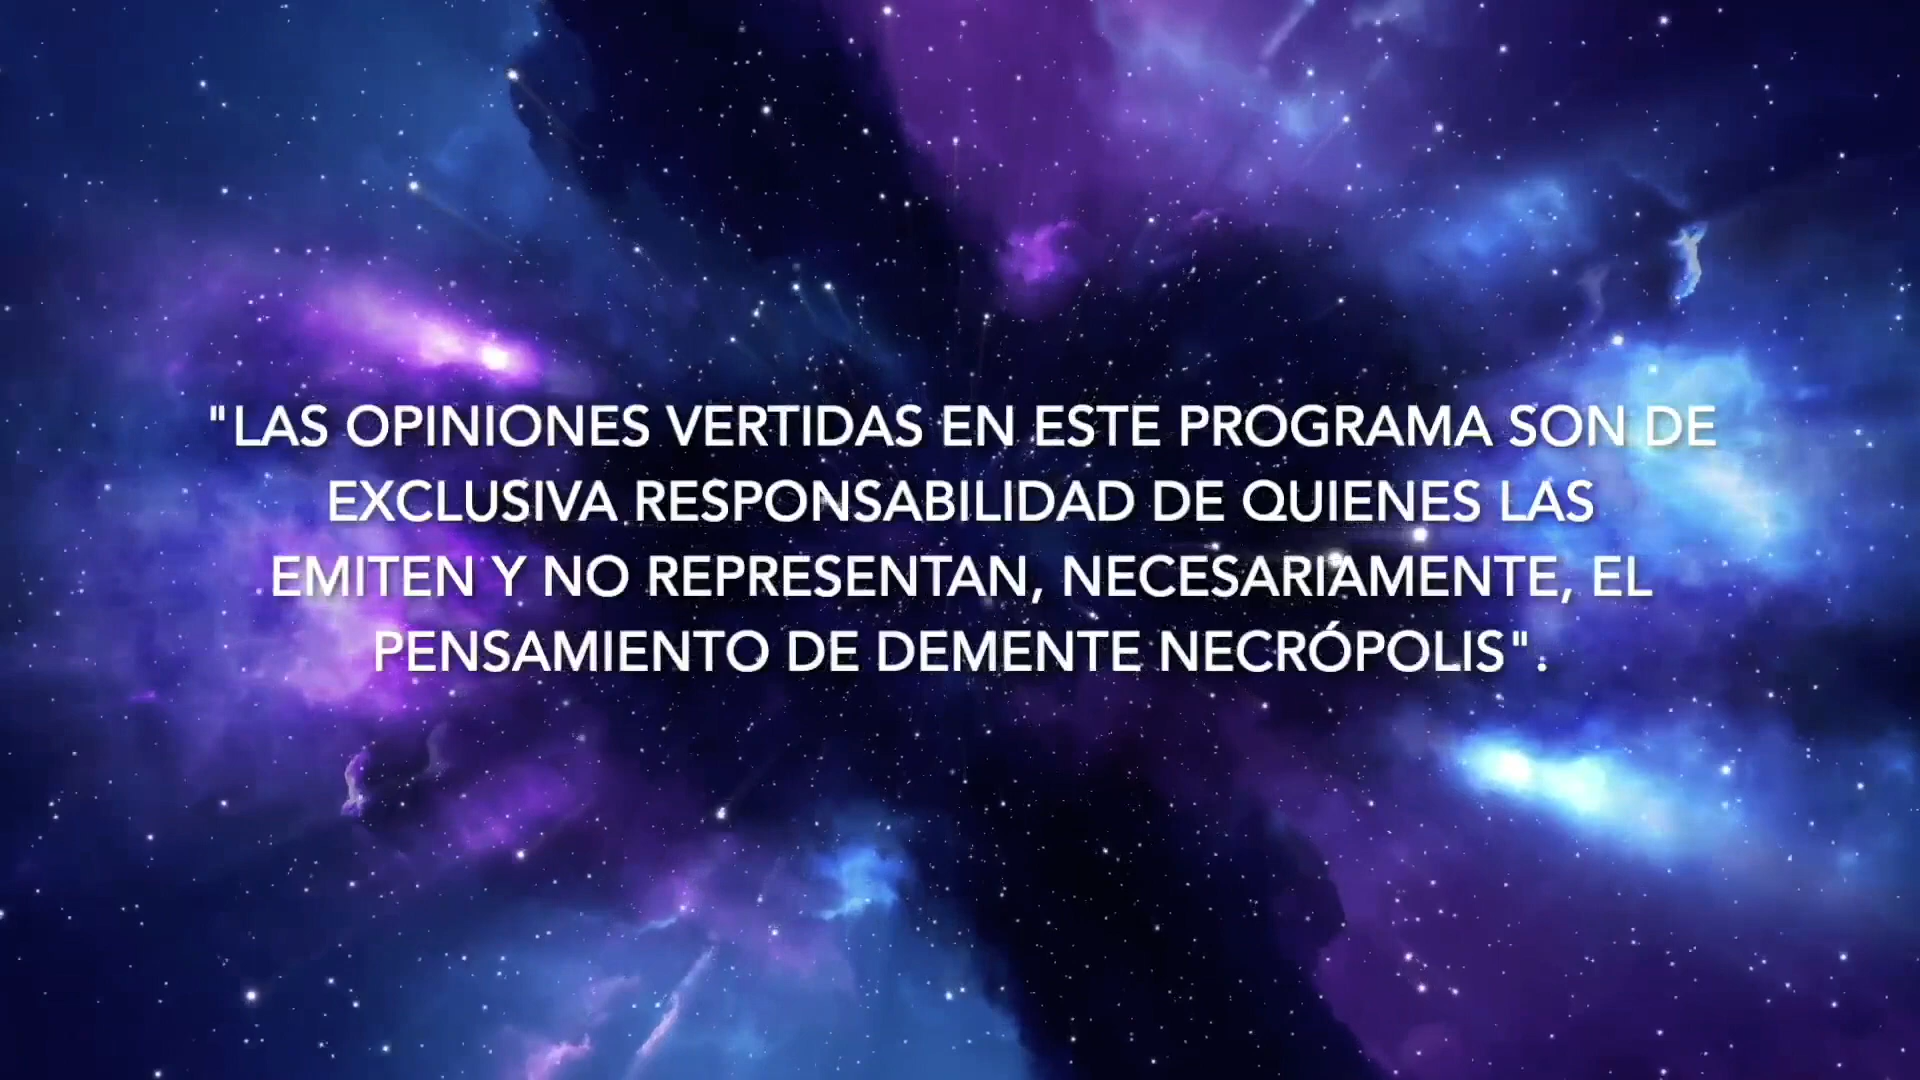 "LAS OPINIONES VERTIDAS EN ESTE PROGRAMA SON DE
EXCLUSIVA RESPONSABILIDAD DE QUIENES LAS
EMITEN Y NO REPRESENTAN, NECESARIAMENTE, EL
PENSAMIENTO DE DEMENTE NECRÓPOLIS".